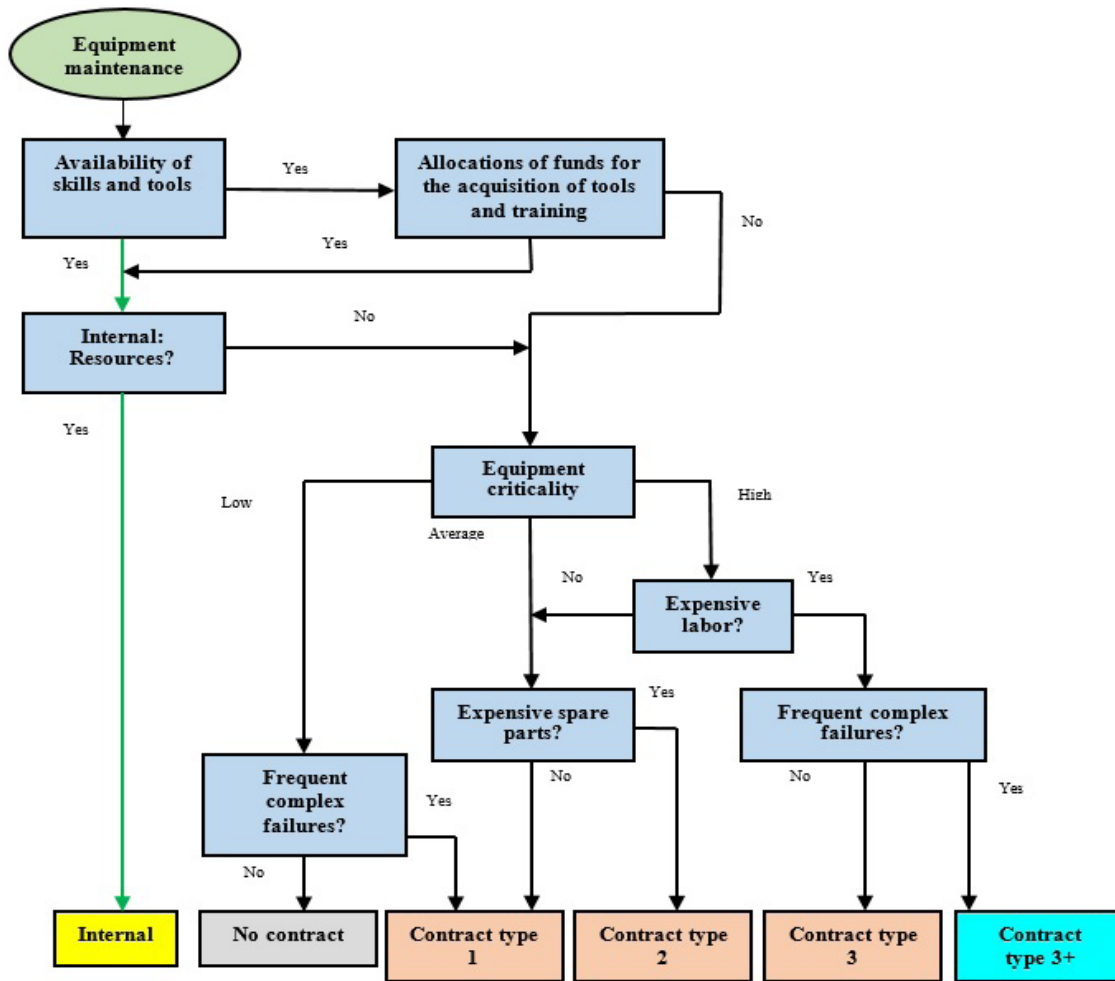 Equipment
maintenance
Availability of
skills and tools
Yes
Allocations of funds for
the acquisition of tools
and training
No
Yes
Yes
Internal:
Resources?
No
Yes
Equipment
criticality
Low
High
Average
No
Yes
Expensive
labor?
Expensive spare
parts?
Yes
Frequent complex
failures?
Frequent
complex
failures?
Yes
No
No
Yes
No
Internal
No contract
Contract type
1
Contract type
2
Contract type
3
Contract
type 3+